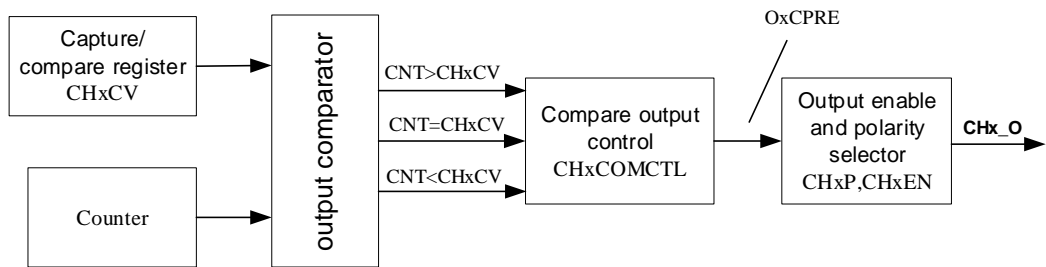 Capture/
compare register
CHxCV
Counter
output comparator
CNT>CHxCV
CNT=CHxCV
CNT<CHxCV
Compare output
control
CHxCOMCTL
OxCPRE
Output enable
and polarity
selector
CHxP,CHxEN
CHx_O